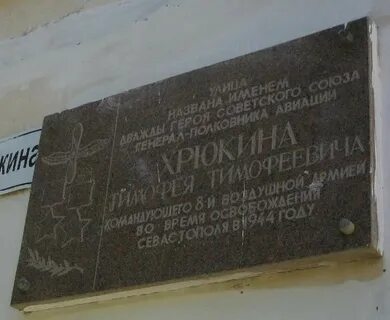 УЛИЦА
НАЗВАНА ИМЕНЕМ
ДВАЖДЫ ГЕРОЯ СОВЕТСКОГО СОЮЗА
ГЕНЕРАЛ-ПОЛКОВНИКА АВИАЦИИ
ХРЮКИНА
ТИМОФЕЯ ТИМОФЕЕВИЧА
КОМАНДУЮЩЕГО 8-Й ВОЗДУШНОЙ АРМИЕЙ
ВО ВРЕМЯ ОСВОБОЖДЕНИЯ
СЕВАСТОПОЛЯ В 1944 ГОДУ
кина